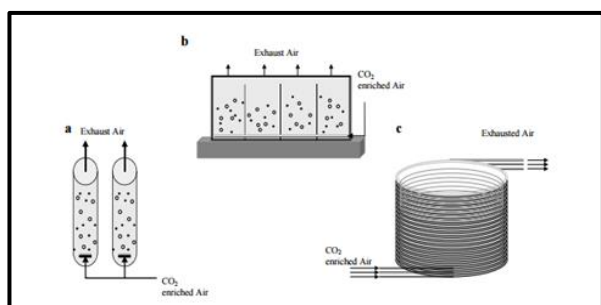 b
Exhaust Air
CO₂
enriched Air
a
Exhaust Air
CO₂
enriched Air
c
Exhausted Air
CO₂
enriched Air